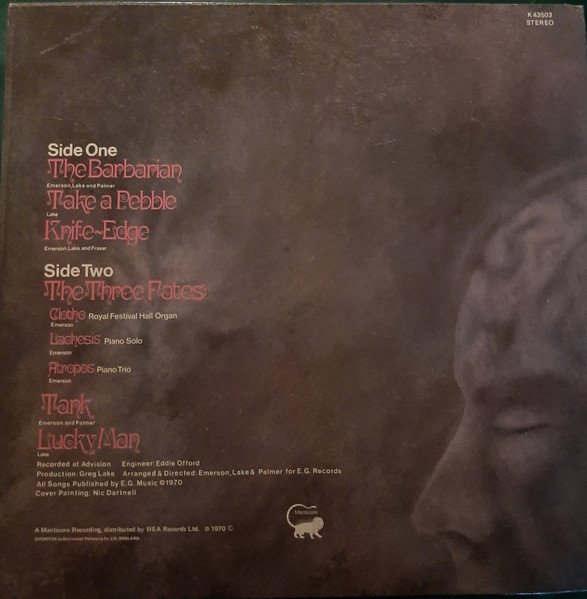 K 43503
STEREO
Side One
The Barbarian
Emerson, Lake and Palmer
Take a Pebble
Lake
Knife-Edge
Emerson, Lake and Fraser
Side Two
The Three Fates:
Clotho Royal Festival Hall Organ
Emerson
Lachesis Piano Solo
Emerson
Atropos Piano Trio
Emerson
Tank
Emerson and Palmer
Lucky Man
Lake
Recorded at Advision Engineer: Eddie Offord
Production: Greg Lake Arranged & Directed: Emerson, Lake & Palmer for E.G. Records
All Songs Published by E.G. Music ©1970
Cover Painting: Nic Dartnell
Manticore
A Manticore Recording, distributed by WEA Records Ltd. ℗ 1970
ENGLAND